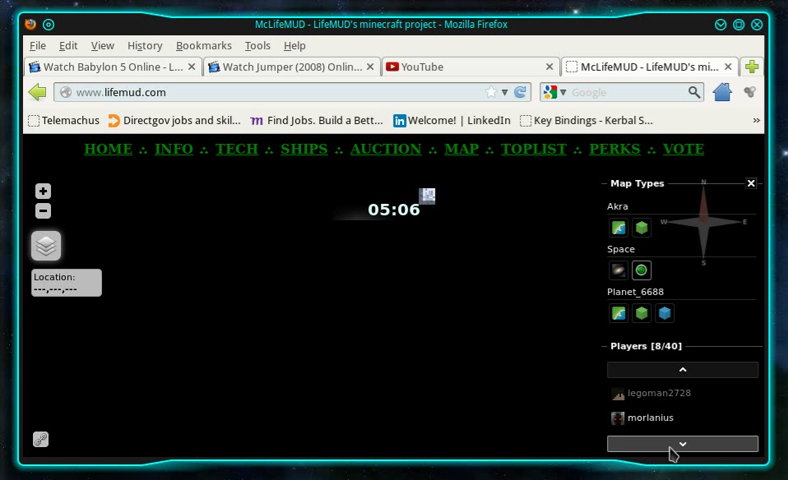 McLifeMUD - LifeMUD's minecraft project - Mozilla Firefox
File Edit View History Bookmarks Tools Help
Watch Babylon 5 Online - L... Watch Jumper (2008) Onlin... YouTube McLifeMUD - LifeMUD's mi...
www.lifemud.com Google
Telemachus Directgov jobs and skil... Find Jobs. Build a Bett... Welcome! | LinkedIn Key Bindings - Kerbal S... »
HOME ∴ INFO ∴ TECH ∴ SHIPS ∴ AUCTION ∴ MAP ∴ TOPLIST ∴ PERKS ∴ VOTE
Map Types
N
Akra
05:06
W E
Space
S
Location:
---,---,---
Planet_6688
Players [8/40]
legoman2728
morlanius